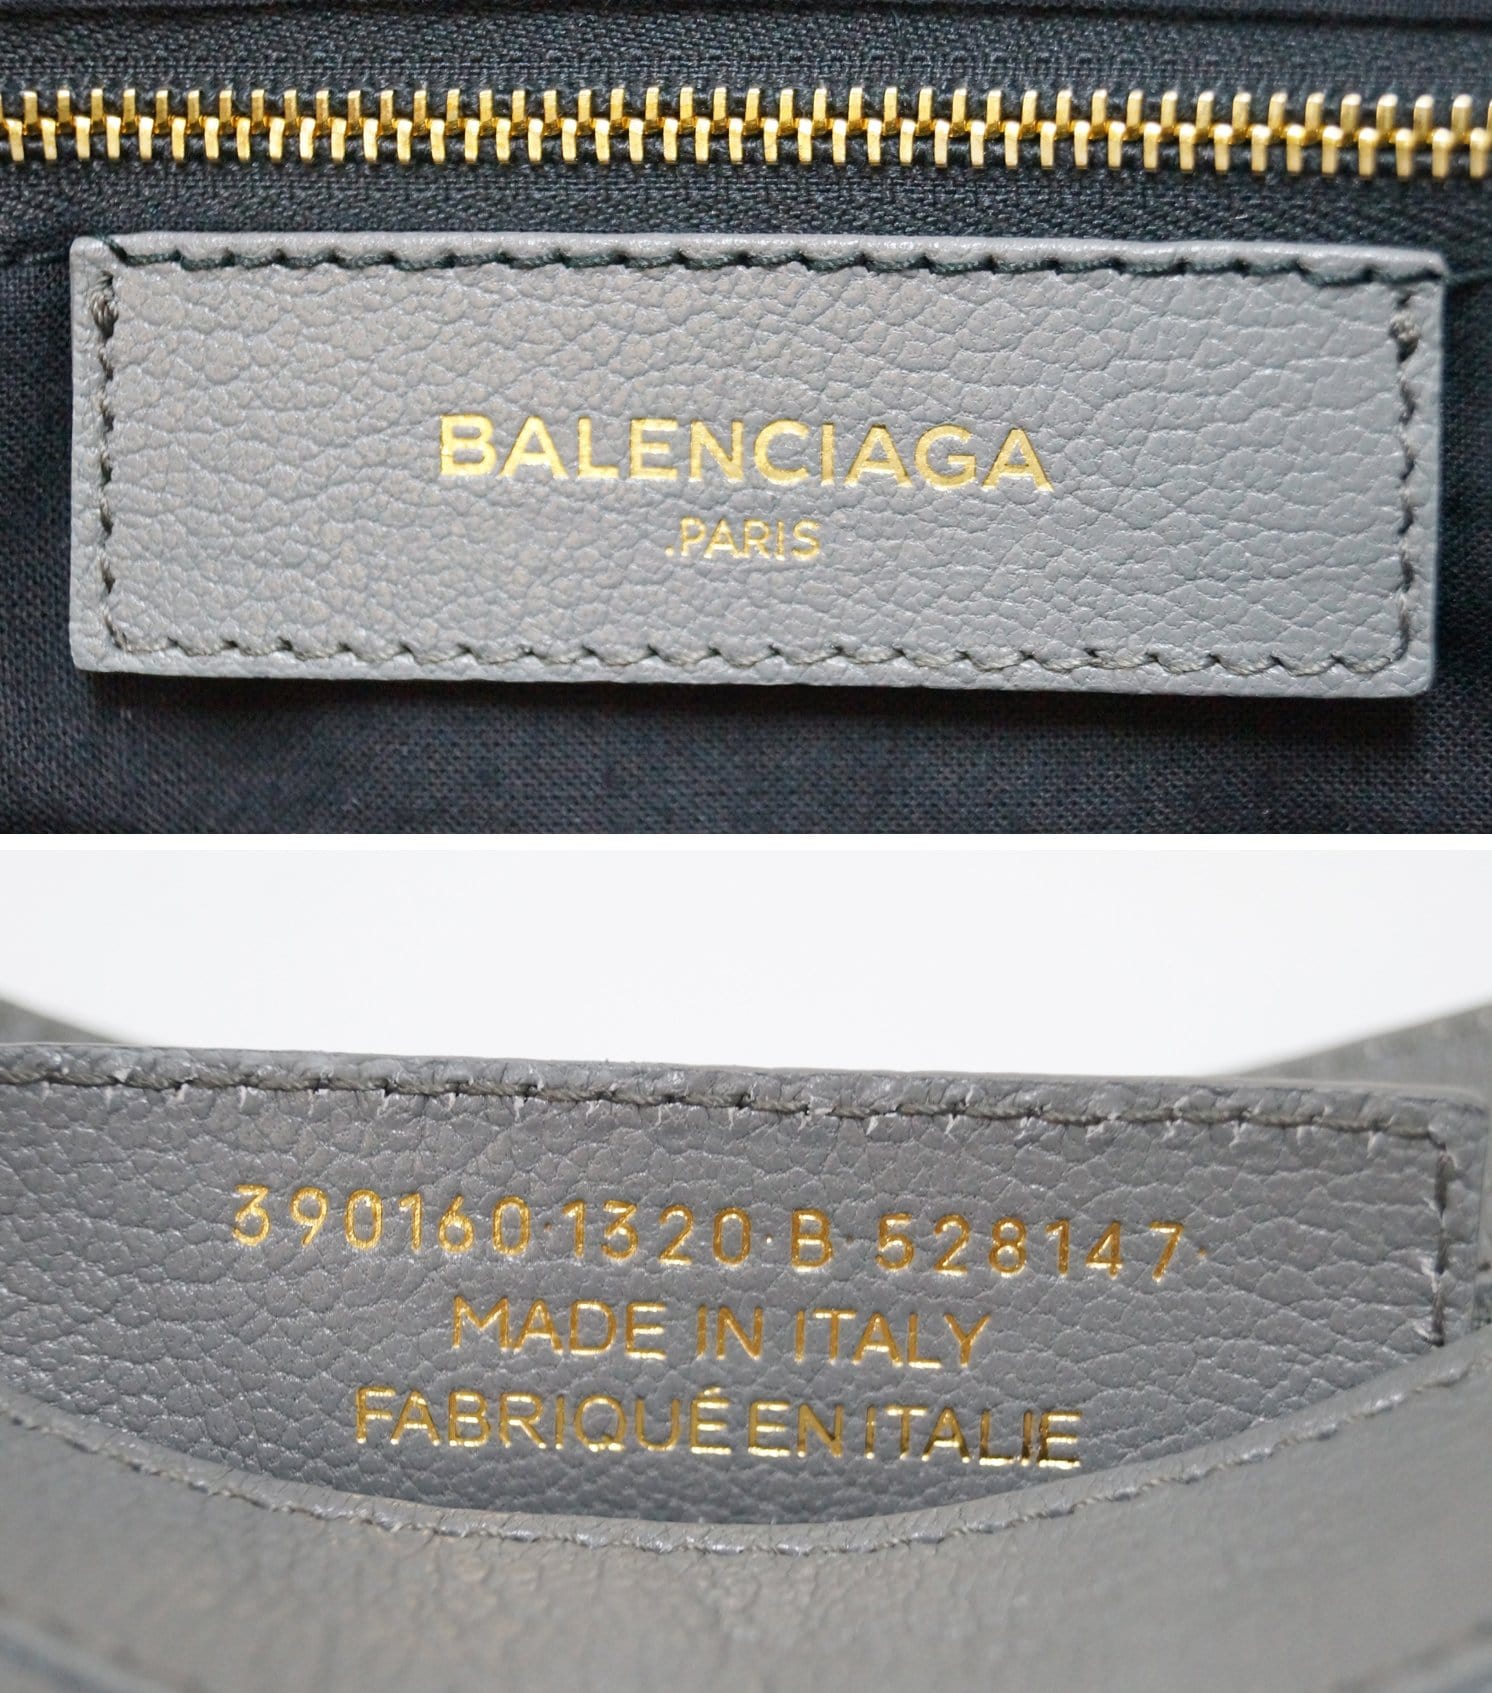 BALENCIAGA
.PARIS
390160·1320·B·528147·
MADE IN ITALY
FABRIQUÉ EN ITALIE